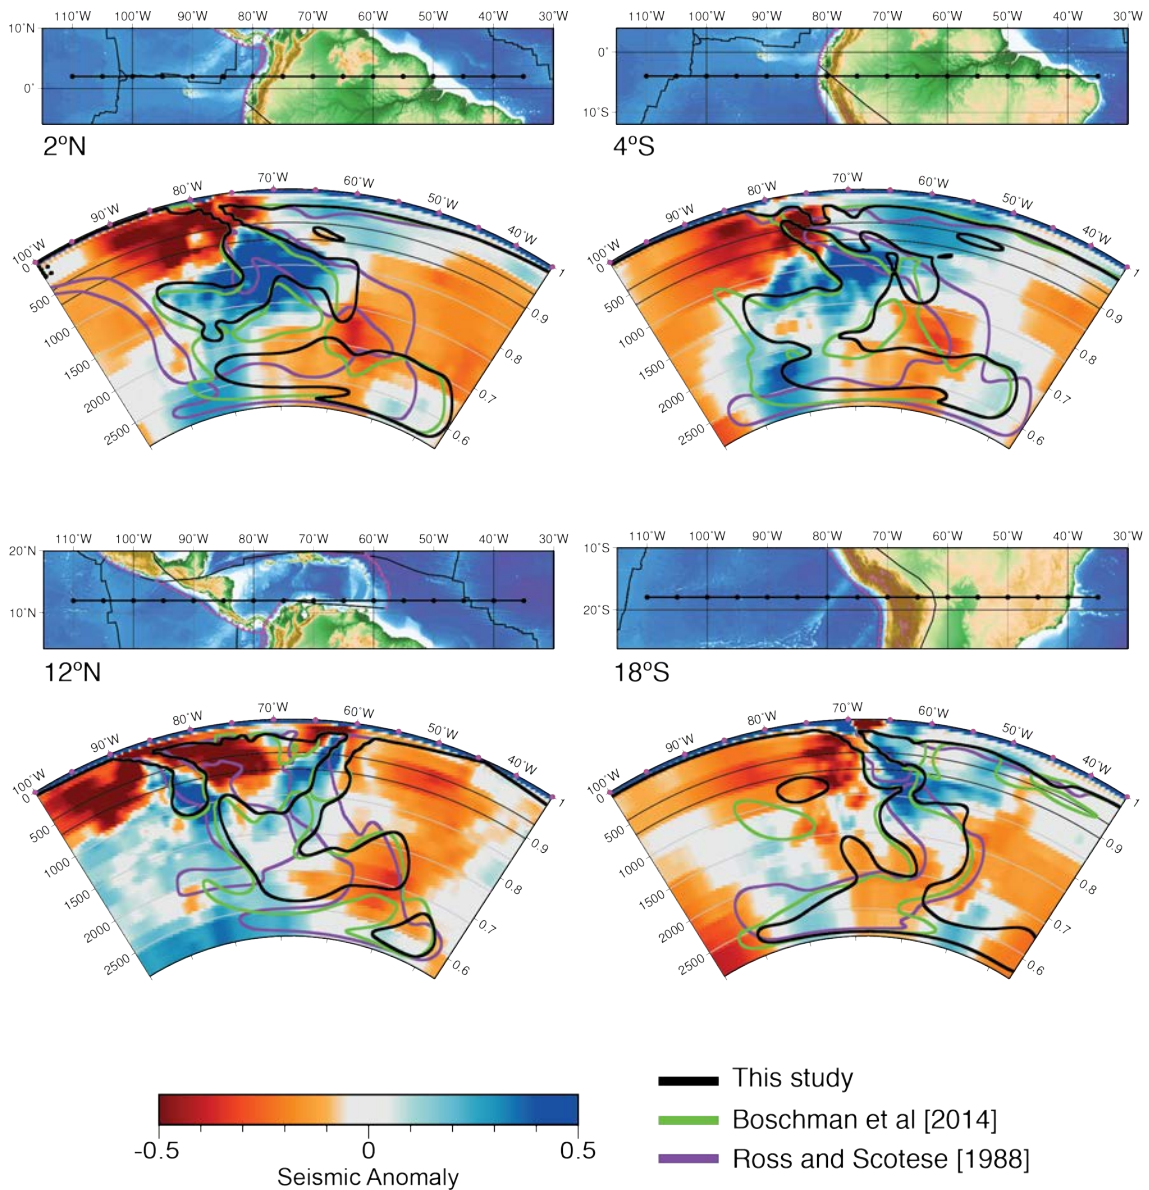 110˚W 100˚W 90˚W 80˚W 70˚W 60˚W 50˚W 40˚W 30˚W
10˚N
0˚
2ºN
100˚W 90˚W 80˚W 70˚W 60˚W 50˚W 40˚W
0 500 1000 1500 2000 2500
1 0.9 0.8 0.7 0.6
110˚W 100˚W 90˚W 80˚W 70˚W 60˚W 50˚W 40˚W 30˚W
0˚
10˚S
4ºS
100˚W 90˚W 80˚W 70˚W 60˚W 50˚W 40˚W
0 500 1000 1500 2000 2500
1 0.9 0.8 0.7 0.6
110˚W 100˚W 90˚W 80˚W 70˚W 60˚W 50˚W 40˚W 30˚W
20˚N
10˚N
12ºN
100˚W 90˚W 80˚W 70˚W 60˚W 50˚W 40˚W
0 500 1000 1500 2000 2500
1 0.9 0.8 0.7 0.6
110˚W 100˚W 90˚W 80˚W 70˚W 60˚W 50˚W 40˚W 30˚W
10˚S
20˚S
18ºS
100˚W 90˚W 80˚W 70˚W 60˚W 50˚W 40˚W
0 500 1000 1500 2000 2500
1 0.9 0.8 0.7 0.6
-0.5 0 0.5
Seismic Anomaly
This study
Boschman et al [2014]
Ross and Scotese [1988]